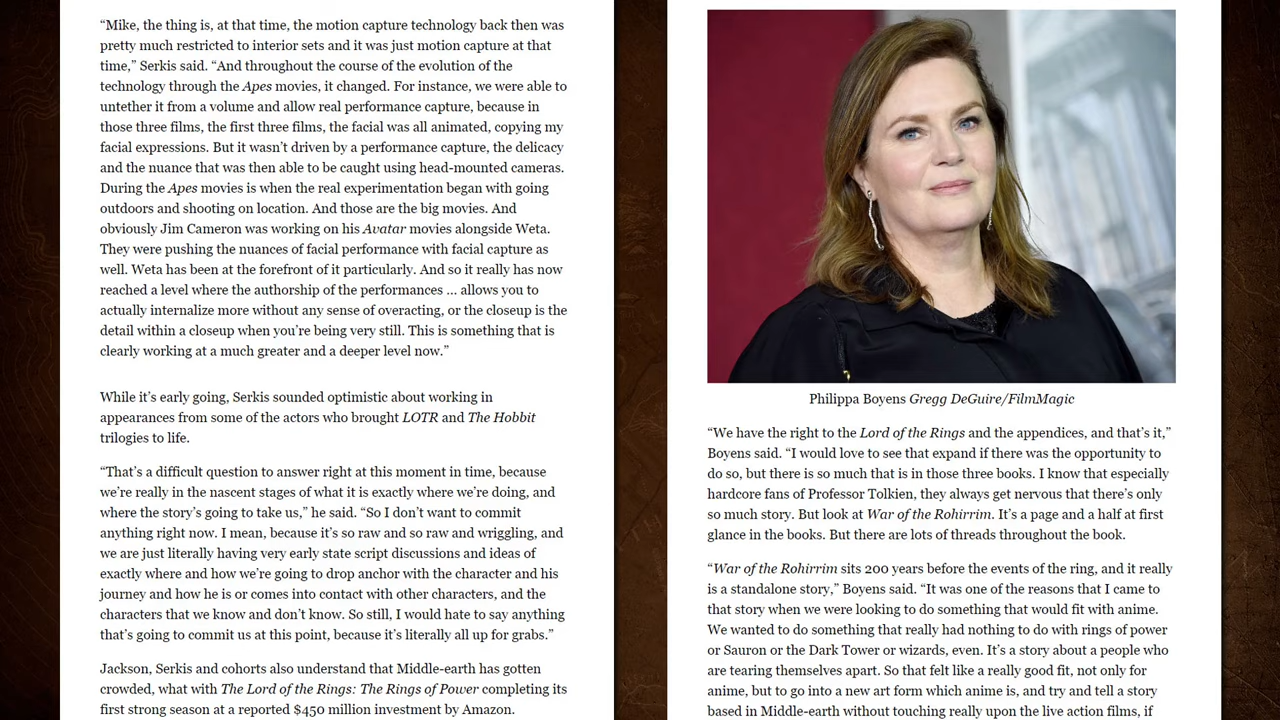 “Mike, the thing is, at that time, the motion capture technology back then was
pretty much restricted to interior sets and it was just motion capture at that
time,” Serkis said. “And throughout the course of the evolution of the
technology through the Apes movies, it changed. For instance, we were able to
untether it from a volume and allow real performance capture, because in
those three films, the first three films, the facial was all animated, copying my
facial expressions. But it wasn’t driven by a performance capture, the delicacy
and the nuance that was then able to be caught using head-mounted cameras.
During the Apes movies is when the real experimentation began with going
outdoors and shooting on location. And those are the big movies. And
obviously Jim Cameron was working on his Avatar movies alongside Weta.
They were pushing the nuances of facial performance with facial capture as
well. Weta has been at the forefront of it particularly. And so it really has now
reached a level where the authorship of the performances … allows you to
actually internalize more without any sense of overacting, or the closeup is the
detail within a closeup when you’re being very still. This is something that is
clearly working at a much greater and a deeper level now.”
While it’s early going, Serkis sounded optimistic about working in
appearances from some of the actors who brought LOTR and The Hobbit
trilogies to life.
“That’s a difficult question to answer right at this moment in time, because
we’re really in the nascent stages of what it is exactly where we’re doing, and
where the story’s going to take us,” he said. “So I don’t want to commit
anything right now. I mean, because it’s so raw and so raw and wriggling, and
we are just literally having very early state script discussions and ideas of
exactly where and how we’re going to drop anchor with the character and his
journey and how he is or comes into contact with other characters, and the
characters that we know and don’t know. So still, I would hate to say anything
that’s going to commit us at this point, because it’s literally all up for grabs.”
Jackson, Serkis and cohorts also understand that Middle-earth has gotten
crowded, what with The Lord of the Rings: The Rings of Power completing its
first strong season at a reported $450 million investment by Amazon.
Philippa Boyens Gregg DeGuire/FilmMagic
“We have the right to the Lord of the Rings and the appendices, and that’s it,”
Boyens said. “I would love to see that expand if there was the opportunity to
do so, but there is so much that is in those three books. I know that especially
hardcore fans of Professor Tolkien, they always get nervous that there’s only
so much story. But look at War of the Rohirrim. It’s a page and a half at first
glance in the books. But there are lots of threads throughout the book.
“War of the Rohirrim sits 200 years before the events of the ring, and it really
is a standalone story,” Boyens said. “It was one of the reasons that I came to
that story when we were looking to do something that would fit with anime.
We wanted to do something that really had nothing to do with rings of power
or Sauron or the Dark Tower or wizards, even. It’s a story about a people who
are tearing themselves apart. So that felt like a really good fit, not only for
anime, but to go into a new art form which anime is, and try and tell a story
based in Middle-earth without touching really upon the live action films, if